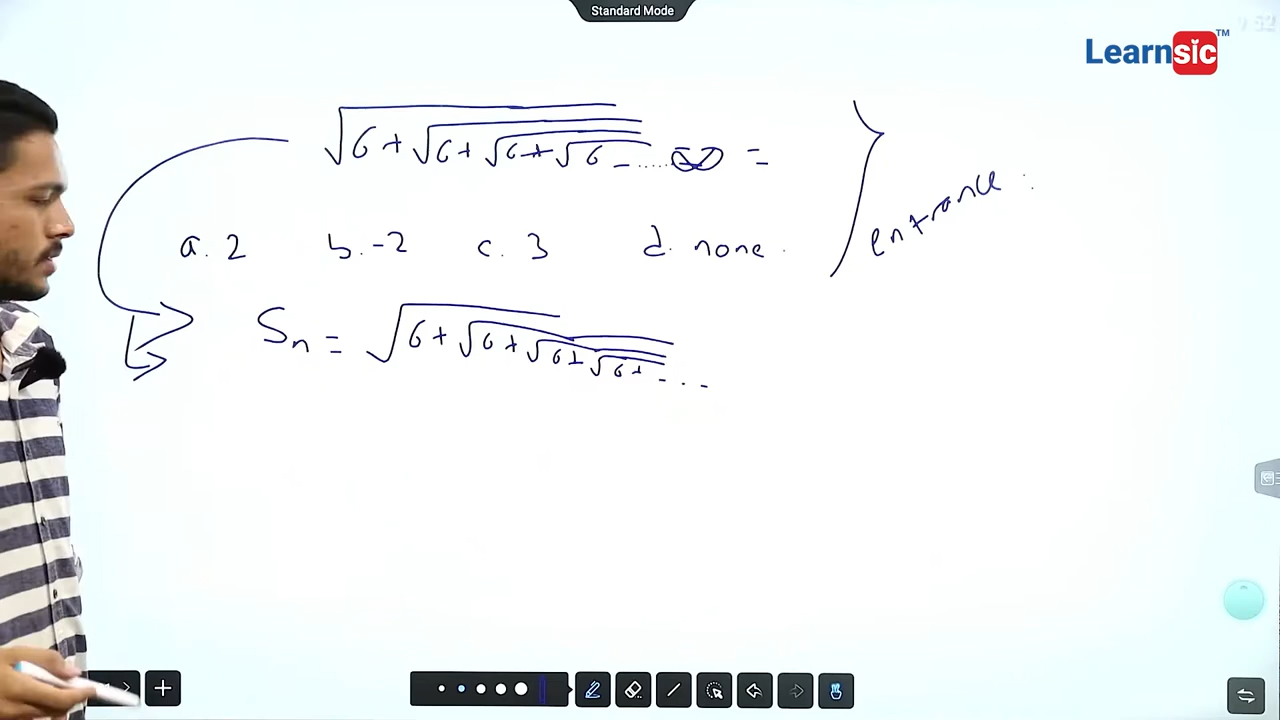 Standard Mode
Learnsic™
√6+√6+√6+√6-.....∞ =
a. 2 b. -2 c. 3 d. none.
entrance.
Sn = √6+√6+√6+√6+...